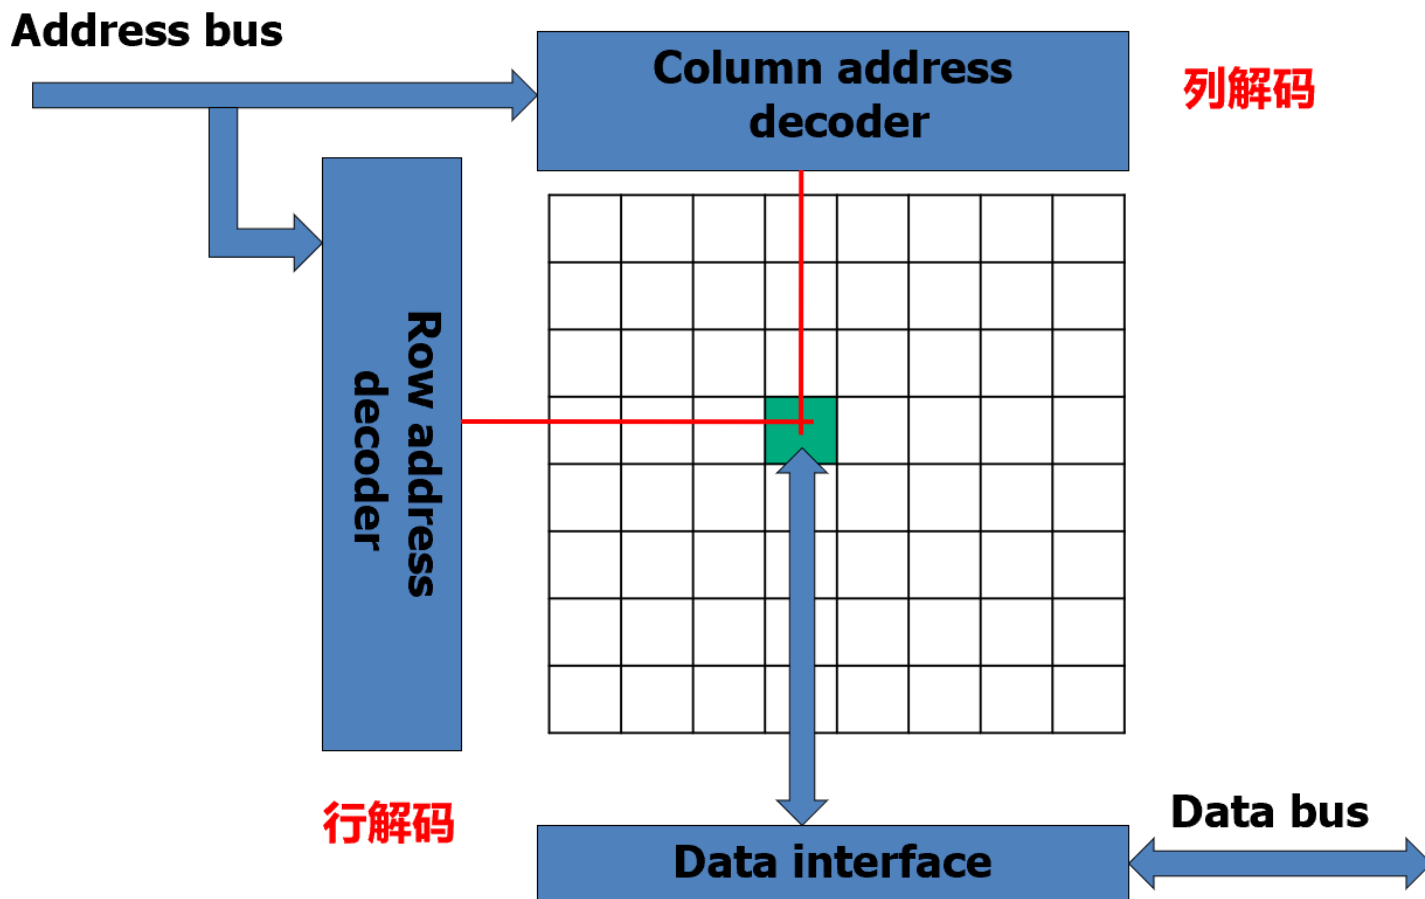 Address bus
Column address
decoder
列解码
Row address
decoder
行解码
Data bus
Data interface